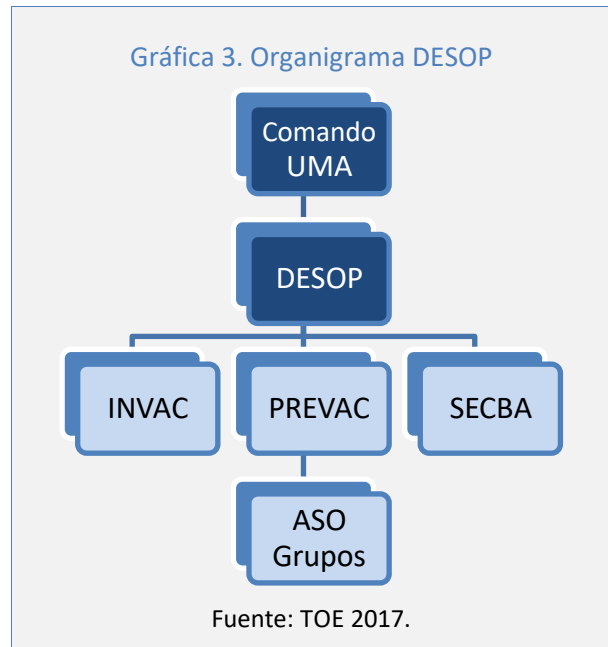 Gráfica 3. Organigrama DESOP
Comando
UMA
DESOP
INVAC
PREVAC
SECBA
ASO
Grupos
Fuente: TOE 2017.